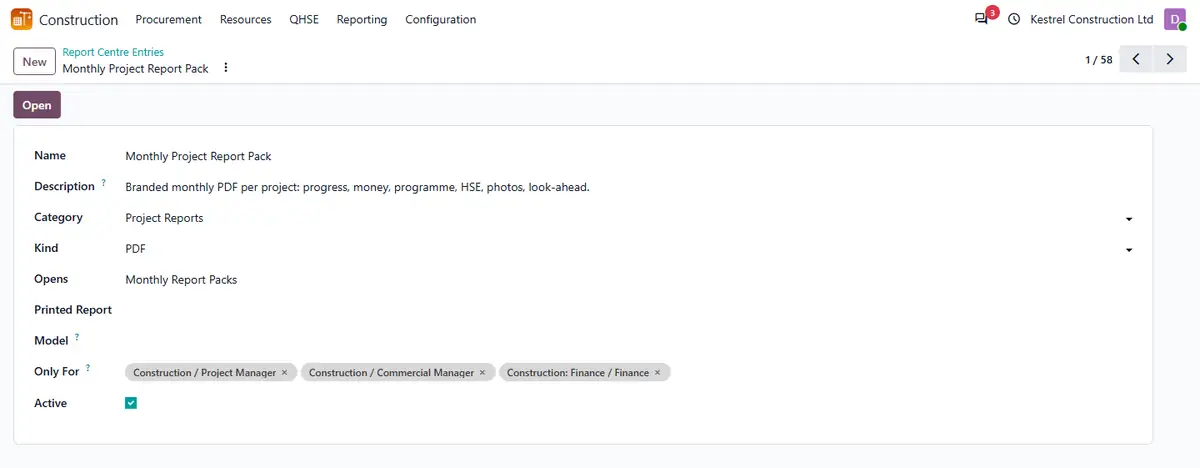 Construction Procurement Resources QHSE Reporting Configuration 3 Kestrel Construction Ltd D
New Report Centre Entries
Monthly Project Report Pack 1 / 58
Open
Name Monthly Project Report Pack
Description ? Branded monthly PDF per project: progress, money, programme, HSE, photos, look-ahead.
Category Project Reports
Kind PDF
Opens Monthly Report Packs
Printed Report
Model ?
Only For ? Construction / Project Manager × Construction / Commercial Manager × Construction: Finance / Finance ×
Active